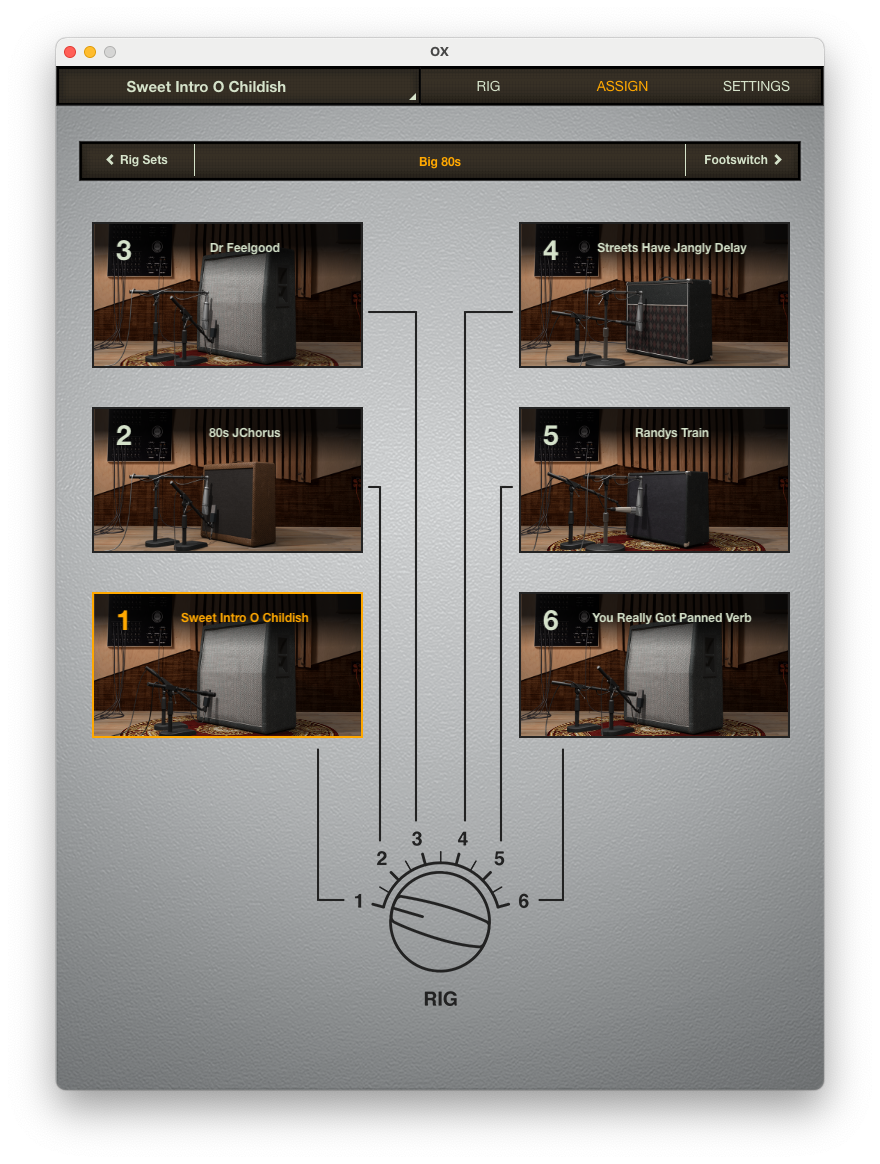 OX
Sweet Intro O Childish
RIG
ASSIGN
SETTINGS
Rig Sets
Big 80s
Footswitch
3
Dr Feelgood
4
Streets Have Jangly Delay
2
80s JChorus
5
Randys Train
1
Sweet Intro O Childish
6
You Really Got Panned Verb
3
4
2
5
1
6
RIG